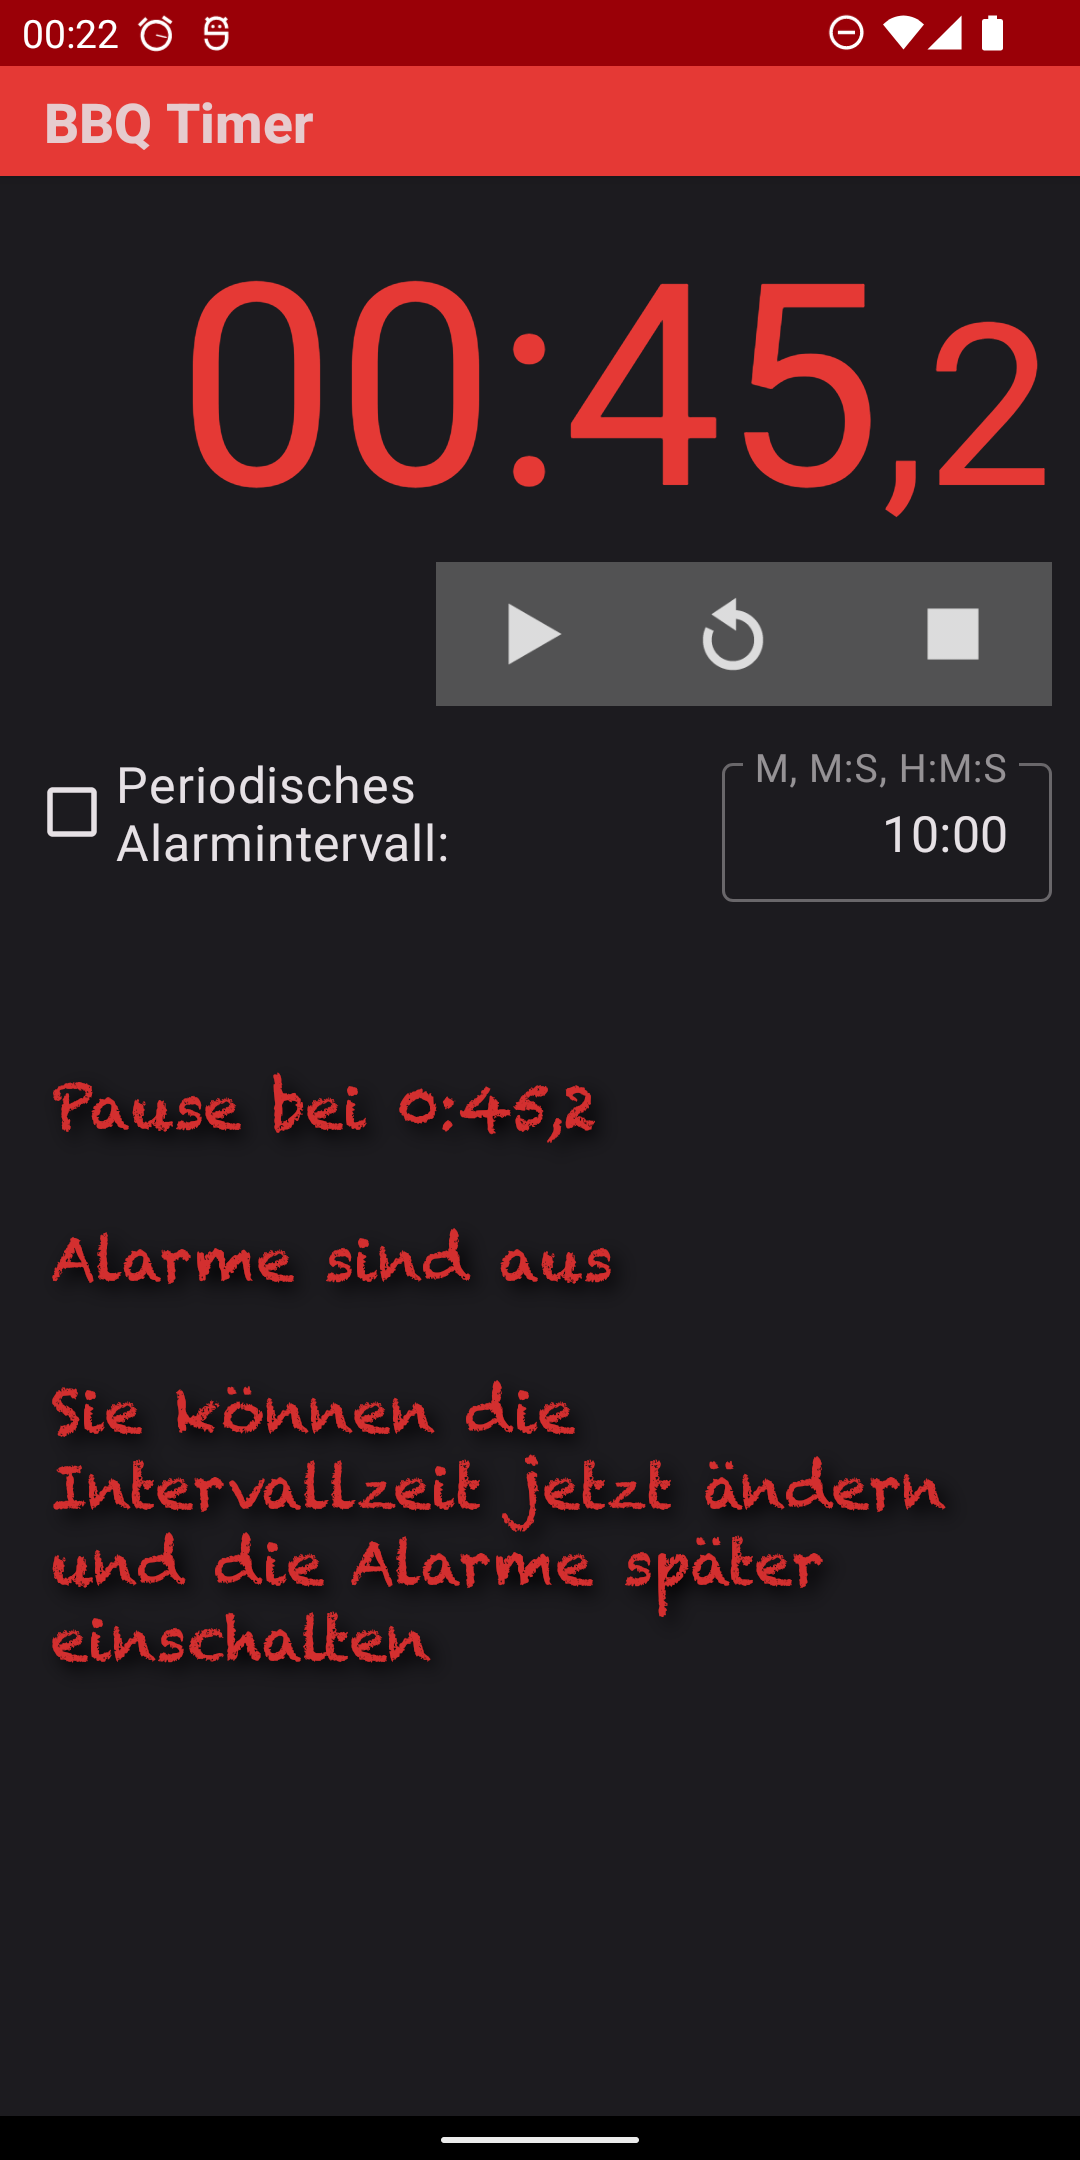 00:22
BBQ Timer
00:45,2
Periodisches
Alarmintervall:
M, M:S, H:M:S
10:00
Pause bei 0:45,2
Alarme sind aus
Sie können die
Intervallzeit jetzt ändern
und die Alarme später
einschalten